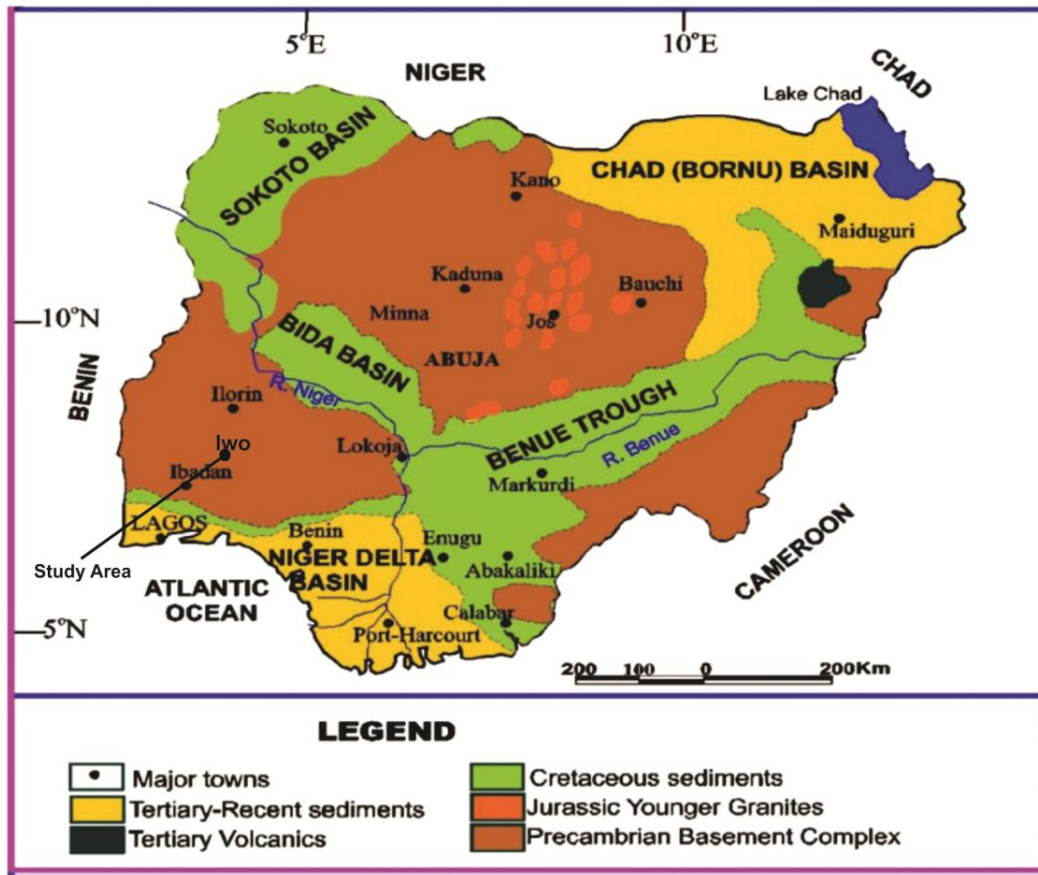 5°E
10°E
NIGER
CHAD
Lake Chad
Sokoto
SOKOTO BASIN
CHAD (BORNU) BASIN
Kano
Maiduguri
Kaduna
Bauchi
Minna
Jos
10°N
BIDA BASIN
ABUJA
BENIN
R. Niger
Ilorin
BENUE TROUGH
Iwo
Lokoja
R. Benue
Ibadan
Markurdi
LAGOS
Benin
Enugu
NIGER DELTA
BASIN
Abakaliki
CAMEROON
Study Area
ATLANTIC
OCEAN
Calabar
5°N
Port-Harcourt
200 100 0 200Km
LEGEND
Major towns
Cretaceous sediments
Tertiary-Recent sediments
Jurassic Younger Granites
Tertiary Volcanics
Precambrian Basement Complex